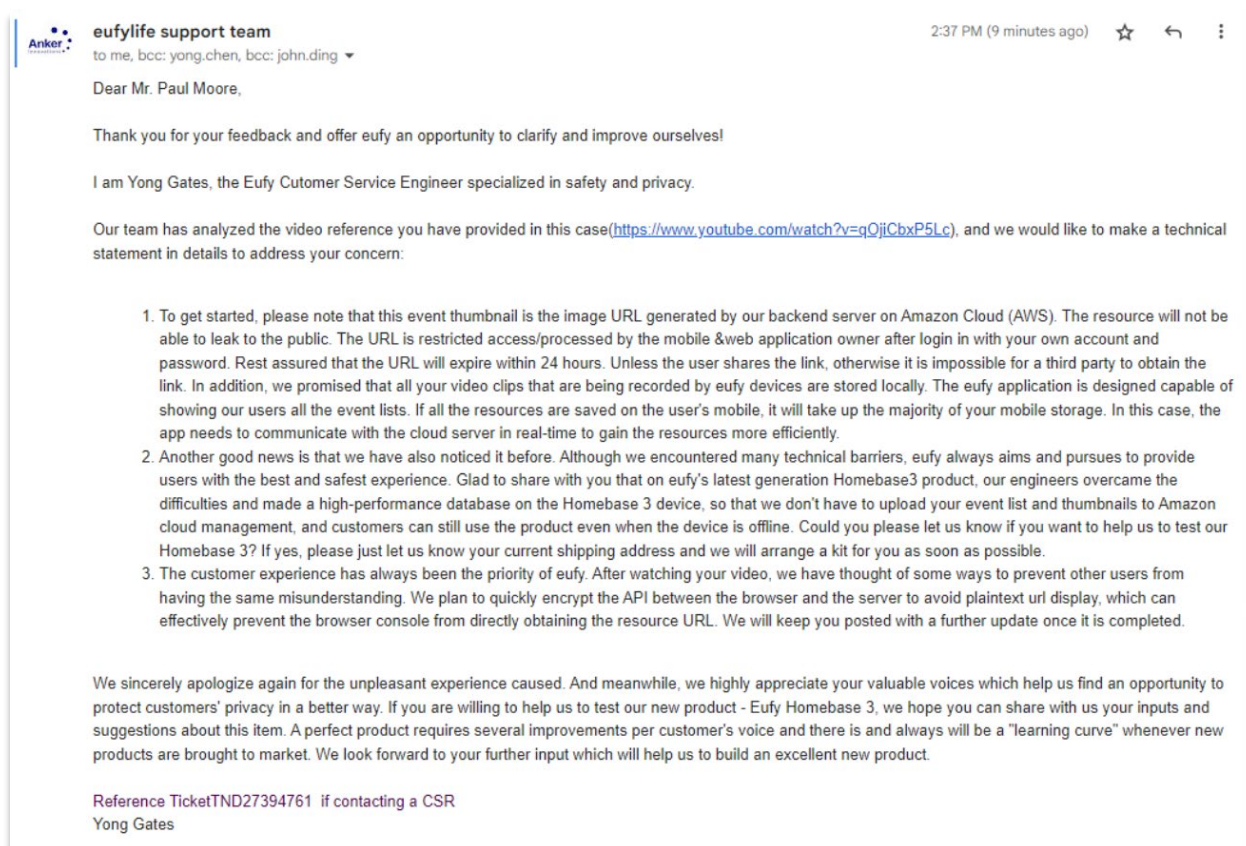 Anker
eufylife support team
2:37 PM (9 minutes ago)
to me, bcc: yong.chen, bcc: john.ding
Dear Mr. Paul Moore,
Thank you for your feedback and offer eufy an opportunity to clarify and improve ourselves!
I am Yong Gates, the Eufy Cutomer Service Engineer specialized in safety and privacy.
Our team has analyzed the video reference you have provided in this case(https://www.youtube.com/watch?v=qOjiCbxP5Lc), and we would like to make a technical
statement in details to address your concern:
1. To get started, please note that this event thumbnail is the image URL generated by our backend server on Amazon Cloud (AWS). The resource will not be
able to leak to the public. The URL is restricted access/processed by the mobile &web application owner after login in with your own account and
password. Rest assured that the URL will expire within 24 hours. Unless the user shares the link, otherwise it is impossible for a third party to obtain the
link. In addition, we promised that all your video clips that are being recorded by eufy devices are stored locally. The eufy application is designed capable of
showing our users all the event lists. If all the resources are saved on the user's mobile, it will take up the majority of your mobile storage. In this case, the
app needs to communicate with the cloud server in real-time to gain the resources more efficiently.
2. Another good news is that we have also noticed it before. Although we encountered many technical barriers, eufy always aims and pursues to provide
users with the best and safest experience. Glad to share with you that on eufy's latest generation Homebase3 product, our engineers overcame the
difficulties and made a high-performance database on the Homebase 3 device, so that we don't have to upload your event list and thumbnails to Amazon
cloud management, and customers can still use the product even when the device is offline. Could you please let us know if you want to help us to test our
Homebase 3? If yes, please just let us know your current shipping address and we will arrange a kit for you as soon as possible.
3. The customer experience has always been the priority of eufy. After watching your video, we have thought of some ways to prevent other users from
having the same misunderstanding. We plan to quickly encrypt the API between the browser and the server to avoid plaintext url display, which can
effectively prevent the browser console from directly obtaining the resource URL. We will keep you posted with a further update once it is completed.
We sincerely apologize again for the unpleasant experience caused. And meanwhile, we highly appreciate your valuable voices which help us find an opportunity to
protect customers' privacy in a better way. If you are willing to help us to test our new product - Eufy Homebase 3, we hope you can share with us your inputs and
suggestions about this item. A perfect product requires several improvements per customer's voice and there is and always will be a "learning curve" whenever new
products are brought to market. We look forward to your further input which will help us to build an excellent new product.
Reference TicketTND27394761 if contacting a CSR
Yong Gates